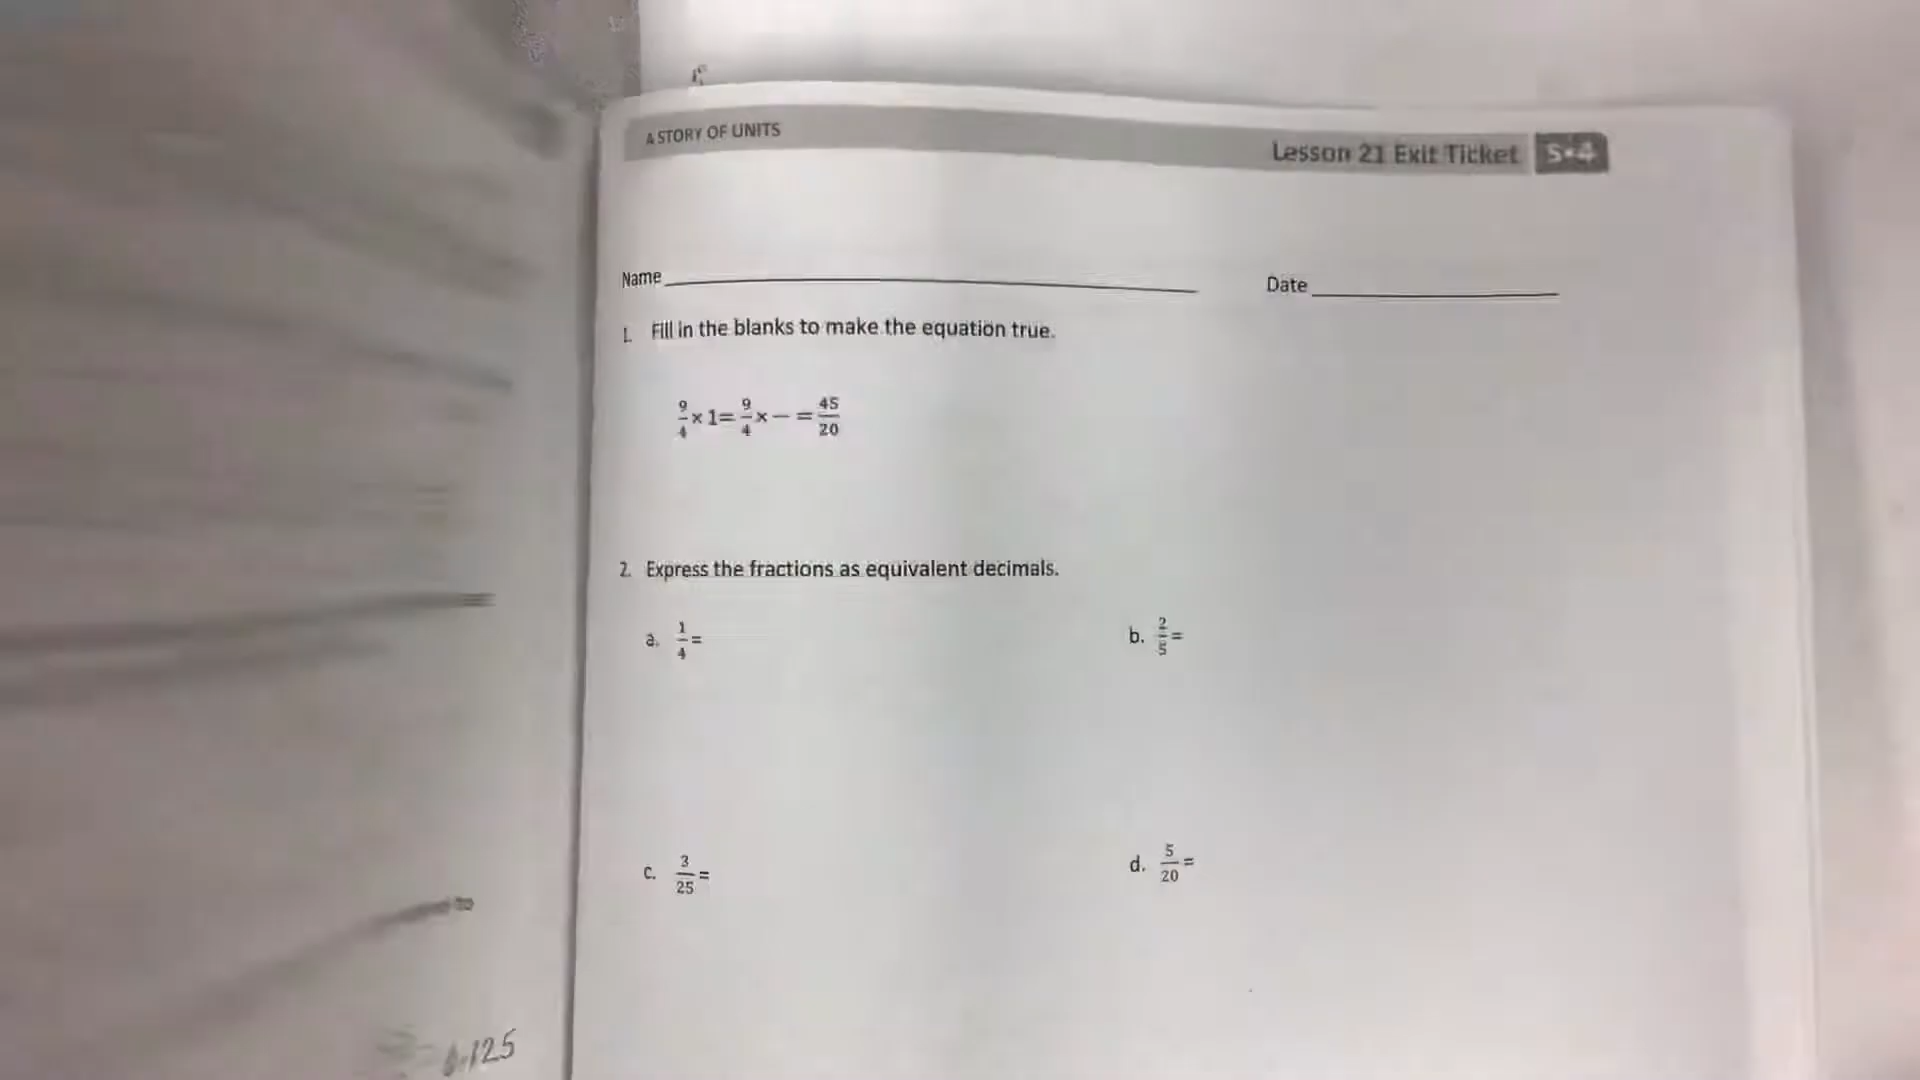 A STORY OF UNITS
Lesson 21 Exit Ticket 5•4
Name
Date
1. Fill in the blanks to make the equation true.
9/4 × 1 = 9/4 × — = 45/20
2. Express the fractions as equivalent decimals.
a. 1/4 =
b. 2/5 =
c. 3/25 =
d. 5/20 =
0.125